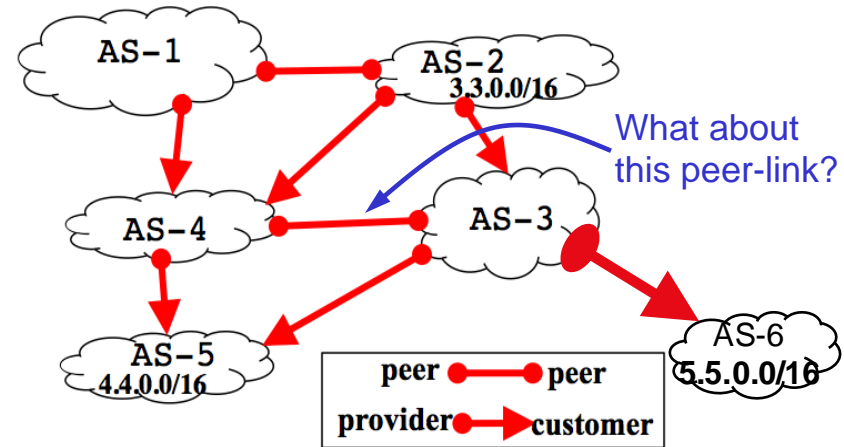 AS-1
AS-2
3.3.0.0/16
What about
this peer-link?
AS-4
AS-3
AS-5
4.4.0.0/16
AS-6
5.5.0.0/16
peer peer
provider customer